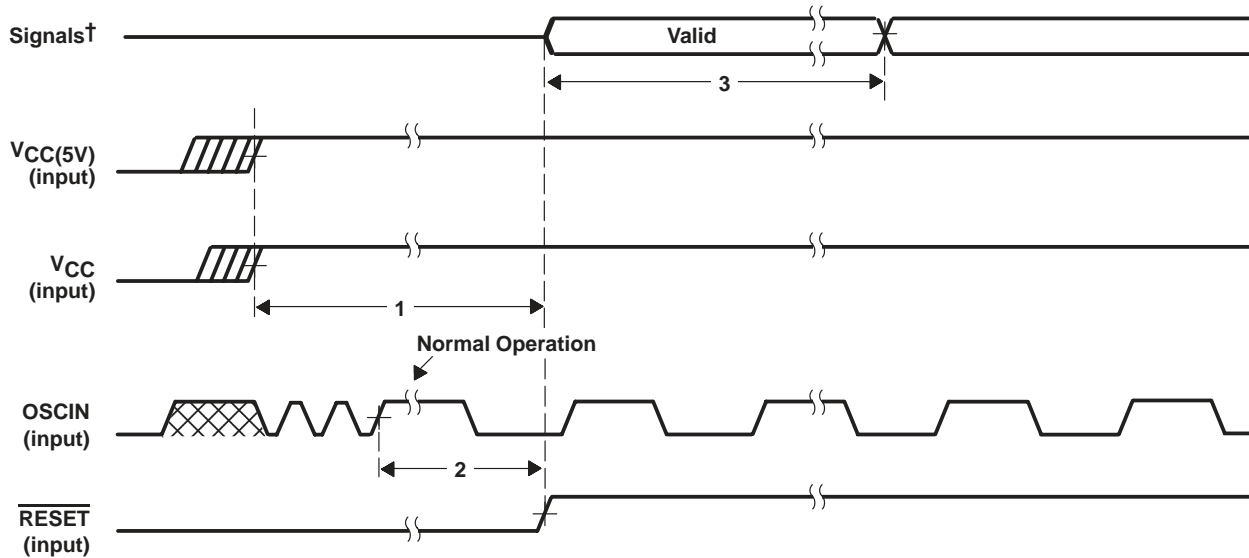 Signals†
Valid
3
VCC(5V)
(input)
VCC
(input)
1
Normal Operation
OSCIN
(input)
2
RESET
(input)